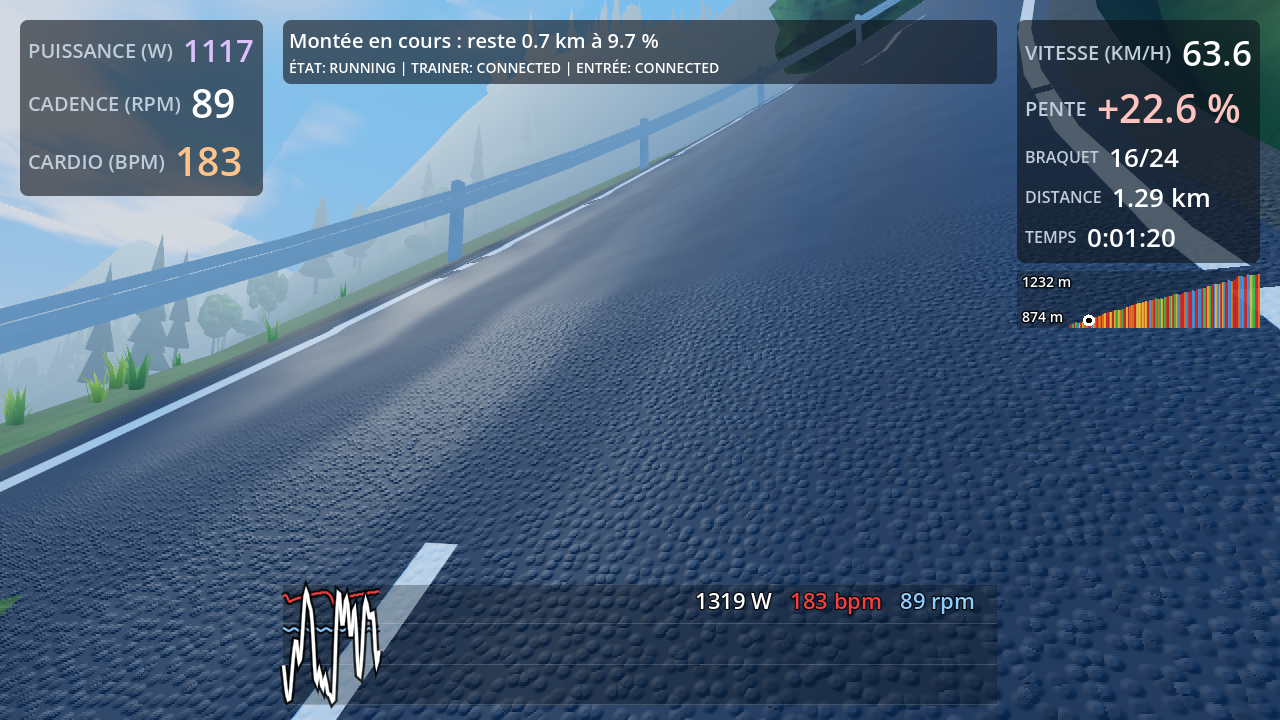 PUISSANCE (W) 1117
CADENCE (RPM) 89
CARDIO (BPM) 183
Montée en cours : reste 0.7 km à 9.7 %
ÉTAT: RUNNING | TRAINER: CONNECTED | ENTRÉE: CONNECTED
VITESSE (KM/H) 63.6
PENTE +22.6 %
BRAQUET 16/24
DISTANCE 1.29 km
TEMPS 0:01:20
1232 m
874 m
1319 W 183 bpm 89 rpm